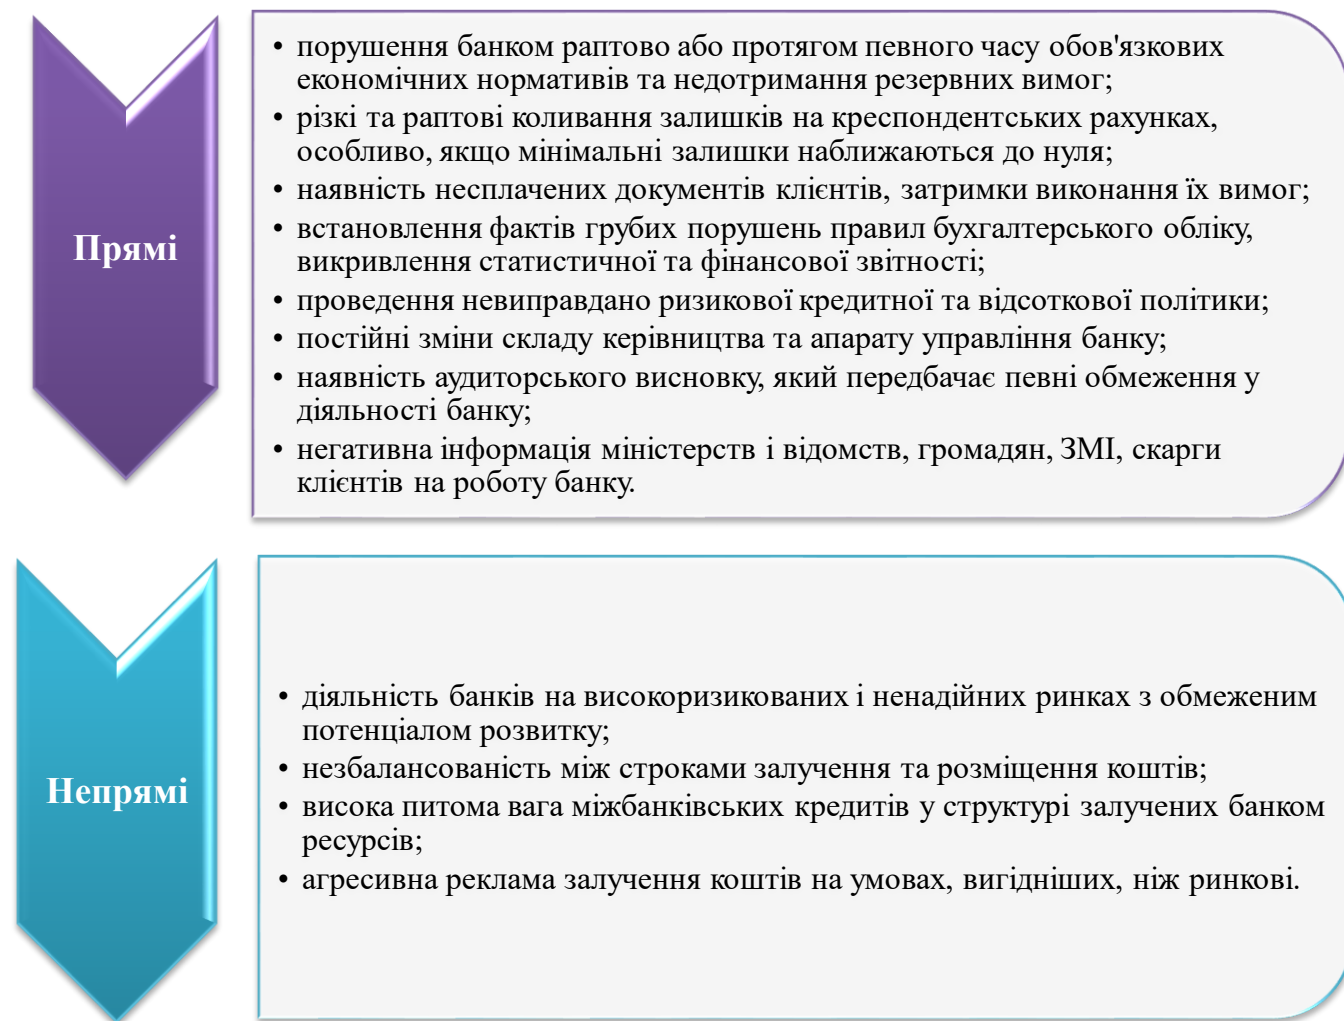 Прямі
• порушення банком раптово або протягом певного часу обов'язкових
економічних нормативів та недотримання резервних вимог;
• різкі та раптові коливання залишків на креспондентських рахунках,
особливо, якщо мінімальні залишки наближаються до нуля;
• наявність несплачених документів клієнтів, затримки виконання їх вимог;
• встановлення фактів грубих порушень правил бухгалтерського обліку,
викривлення статистичної та фінансової звітності;
• проведення невиправдано ризикової кредитної та відсоткової політики;
• постійні зміни складу керівництва та апарату управління банку;
• наявність аудиторського висновку, який передбачає певні обмеження у
діяльності банку;
• негативна інформація міністерств і відомств, громадян, ЗМІ, скарги
клієнтів на роботу банку.
Непрямі
• діяльність банків на високоризикованих і ненадійних ринках з обмеженим
потенціалом розвитку;
• незбалансованість між строками залучення та розміщення коштів;
• висока питома вага міжбанківських кредитів у структурі залучених банком
ресурсів;
• агресивна реклама залучення коштів на умовах, вигідніших, ніж ринкові.